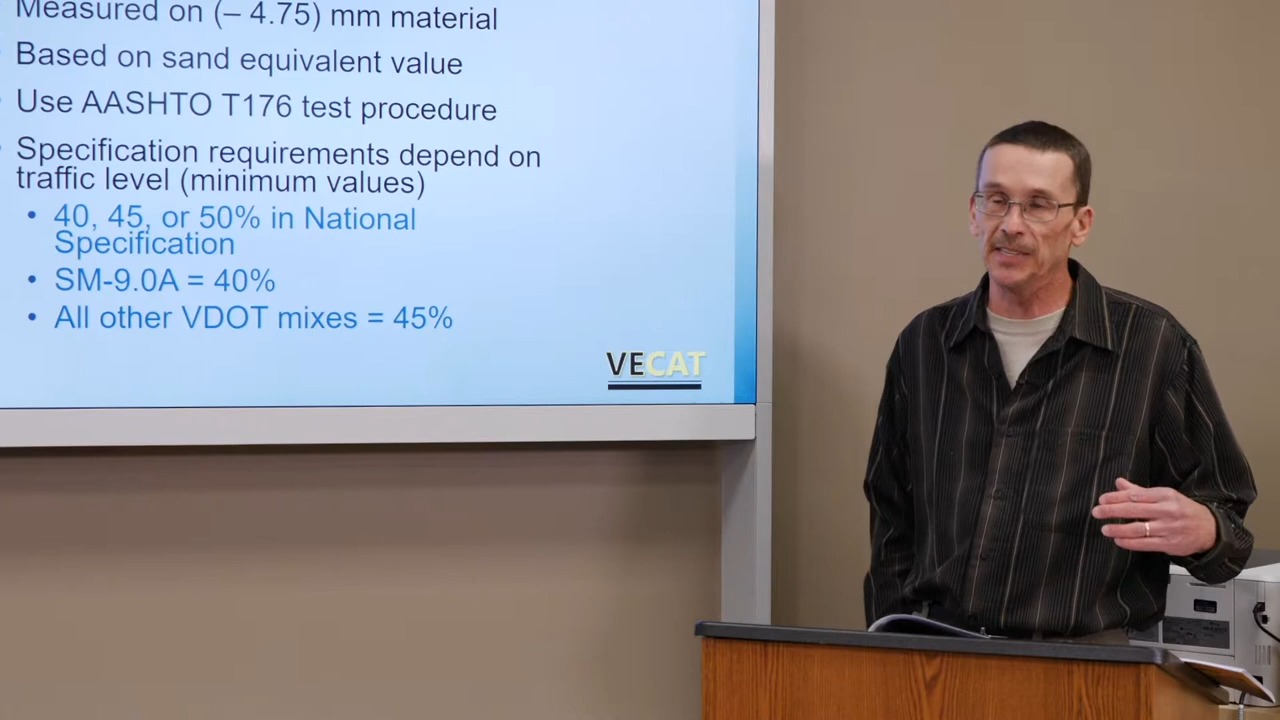 Measured on (– 4.75) mm material
Based on sand equivalent value
Use AASHTO T176 test procedure
Specification requirements depend on
traffic level (minimum values)
• 40, 45, or 50% in National
Specification
• SM-9.0A = 40%
• All other VDOT mixes = 45%
VECAT